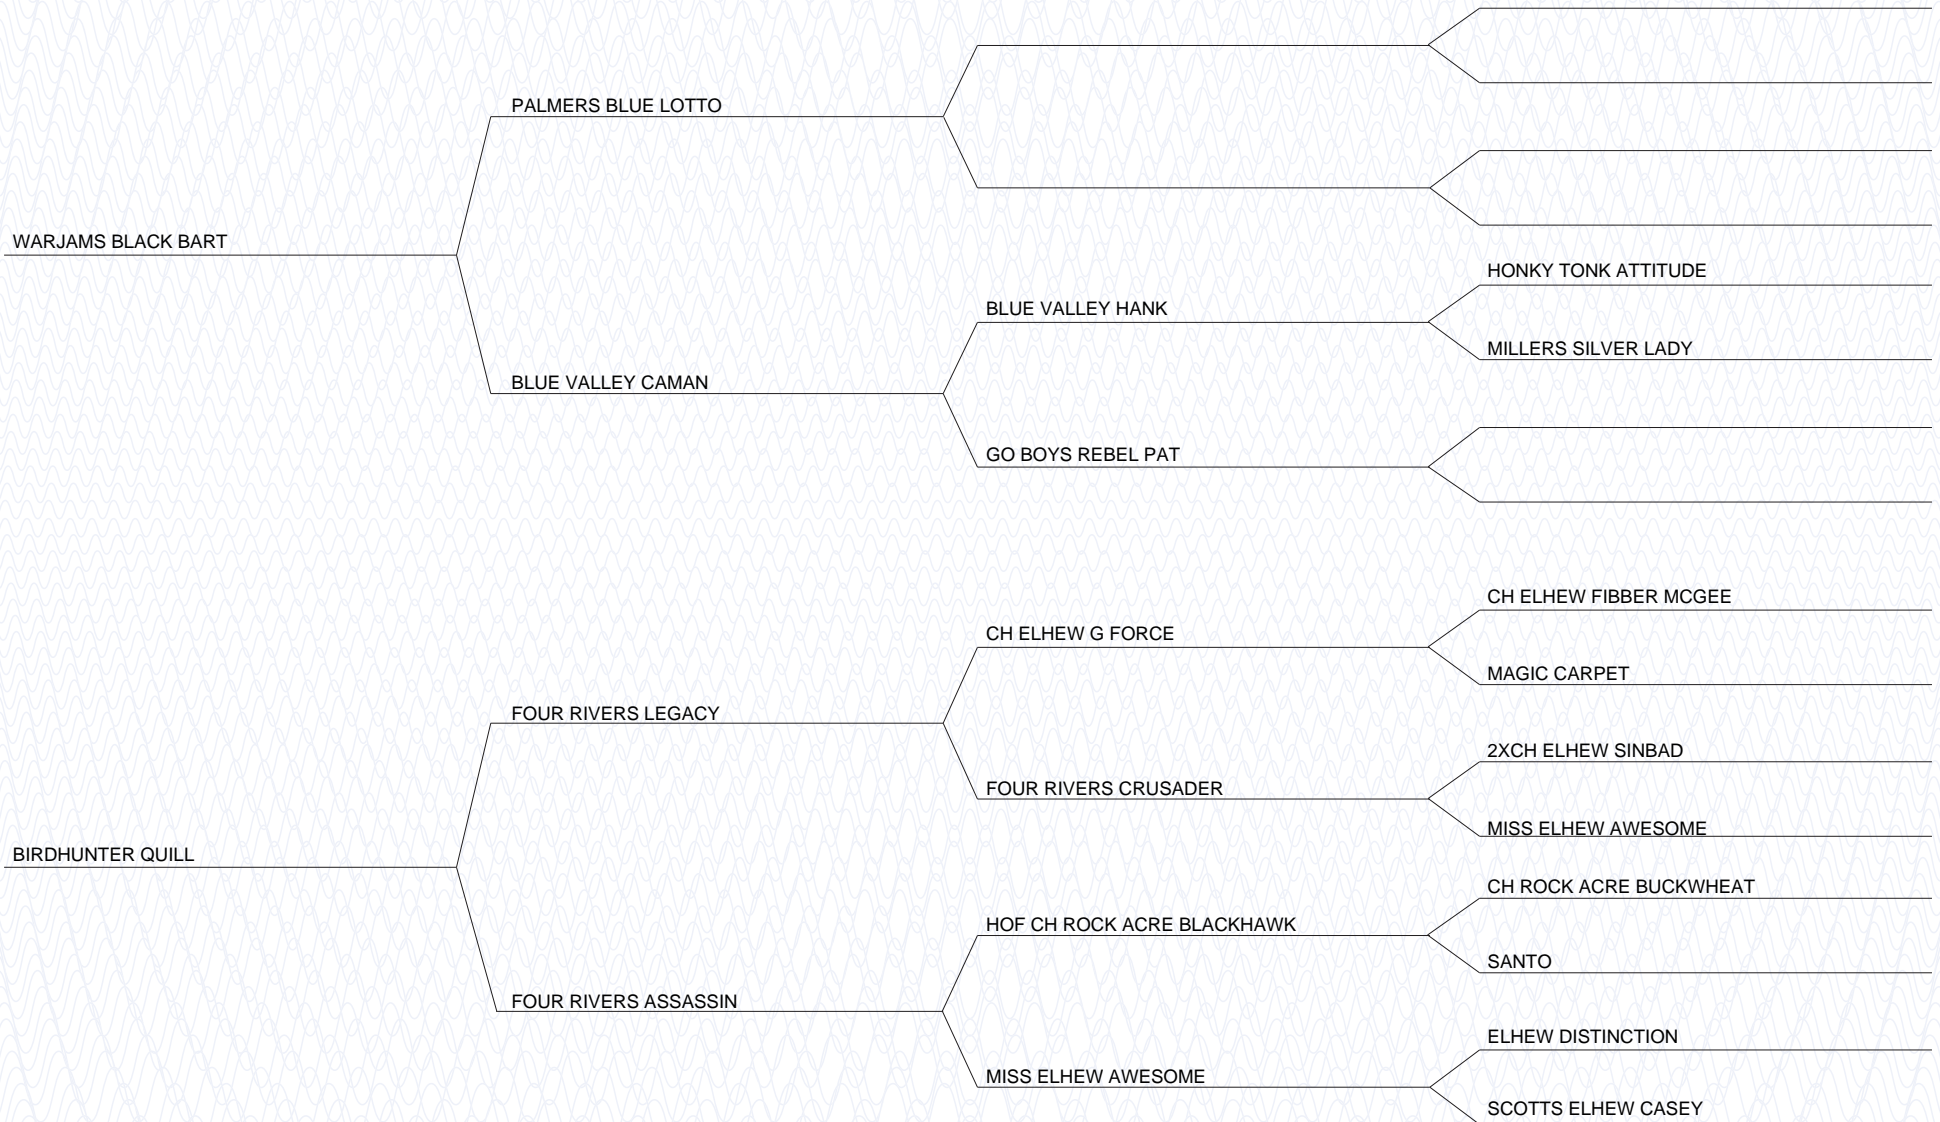 PALMERS BLUE LOTTO
WARJAMS BLACK BART
HONKY TONK ATTITUDE
BLUE VALLEY HANK
MILLERS SILVER LADY
BLUE VALLEY CAMAN
GO BOYS REBEL PAT
CH ELHEW FIBBER MCGEE
CH ELHEW G FORCE
MAGIC CARPET
FOUR RIVERS LEGACY
2XCH ELHEW SINBAD
FOUR RIVERS CRUSADER
MISS ELHEW AWESOME
BIRDHUNTER QUILL
CH ROCK ACRE BUCKWHEAT
HOF CH ROCK ACRE BLACKHAWK
SANTO
FOUR RIVERS ASSASSIN
ELHEW DISTINCTION
MISS ELHEW AWESOME
SCOTTS ELHEW CASEY